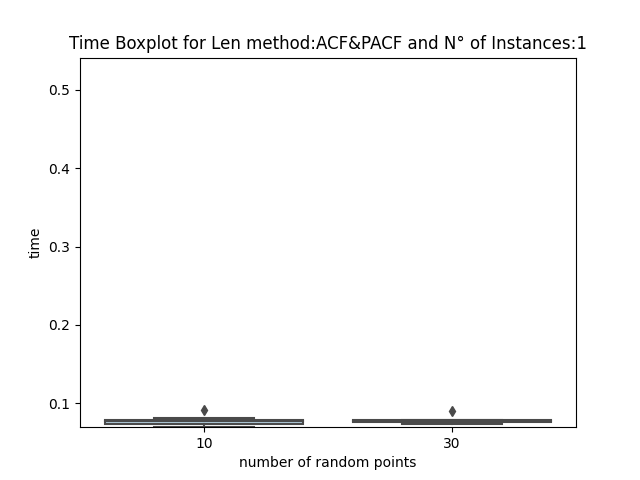 Time Boxplot for Len method:ACF&PACF and N° of Instances:1
0.5
0.4
0.3
0.2
0.1
time
10 30
number of random points